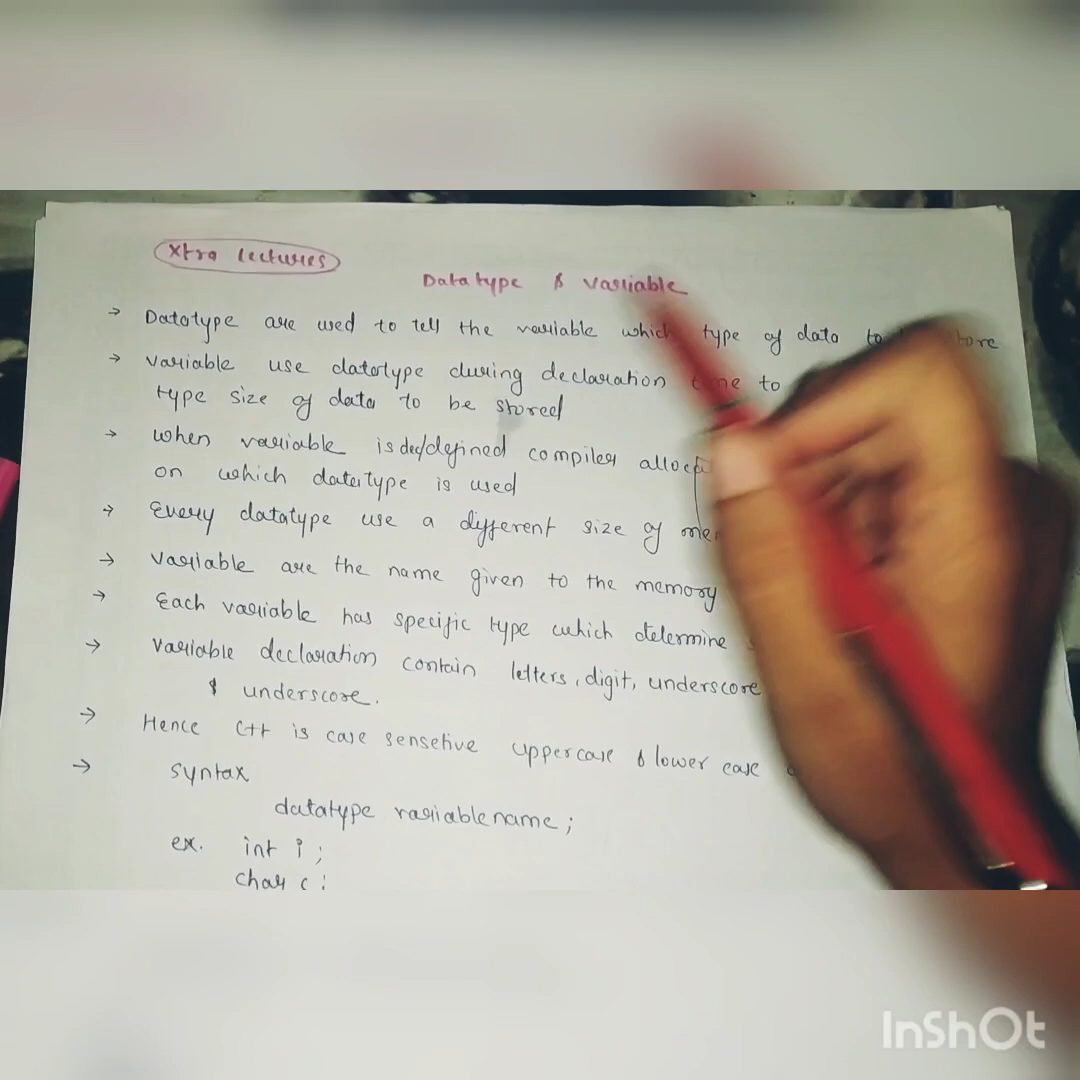 Xtra Lectures
Datatype & variable
→ Datatype are used to tell the variable which type of data to store
→ variable use datatype during declaration time to
type size of data to be stored
→ when variable is dec/defined compiler
on which datatype is used
→ Every datatype use a different size of
→ variable are the name given to the memory
→ Each variable has specific type which determine
→ variable declaration contain letters, digit, underscore
& underscore.
→ Hence C++ is case sensetive uppercase & lower case
→ syntax
datatype variablename;
ex. int i;
char c;
InShOt